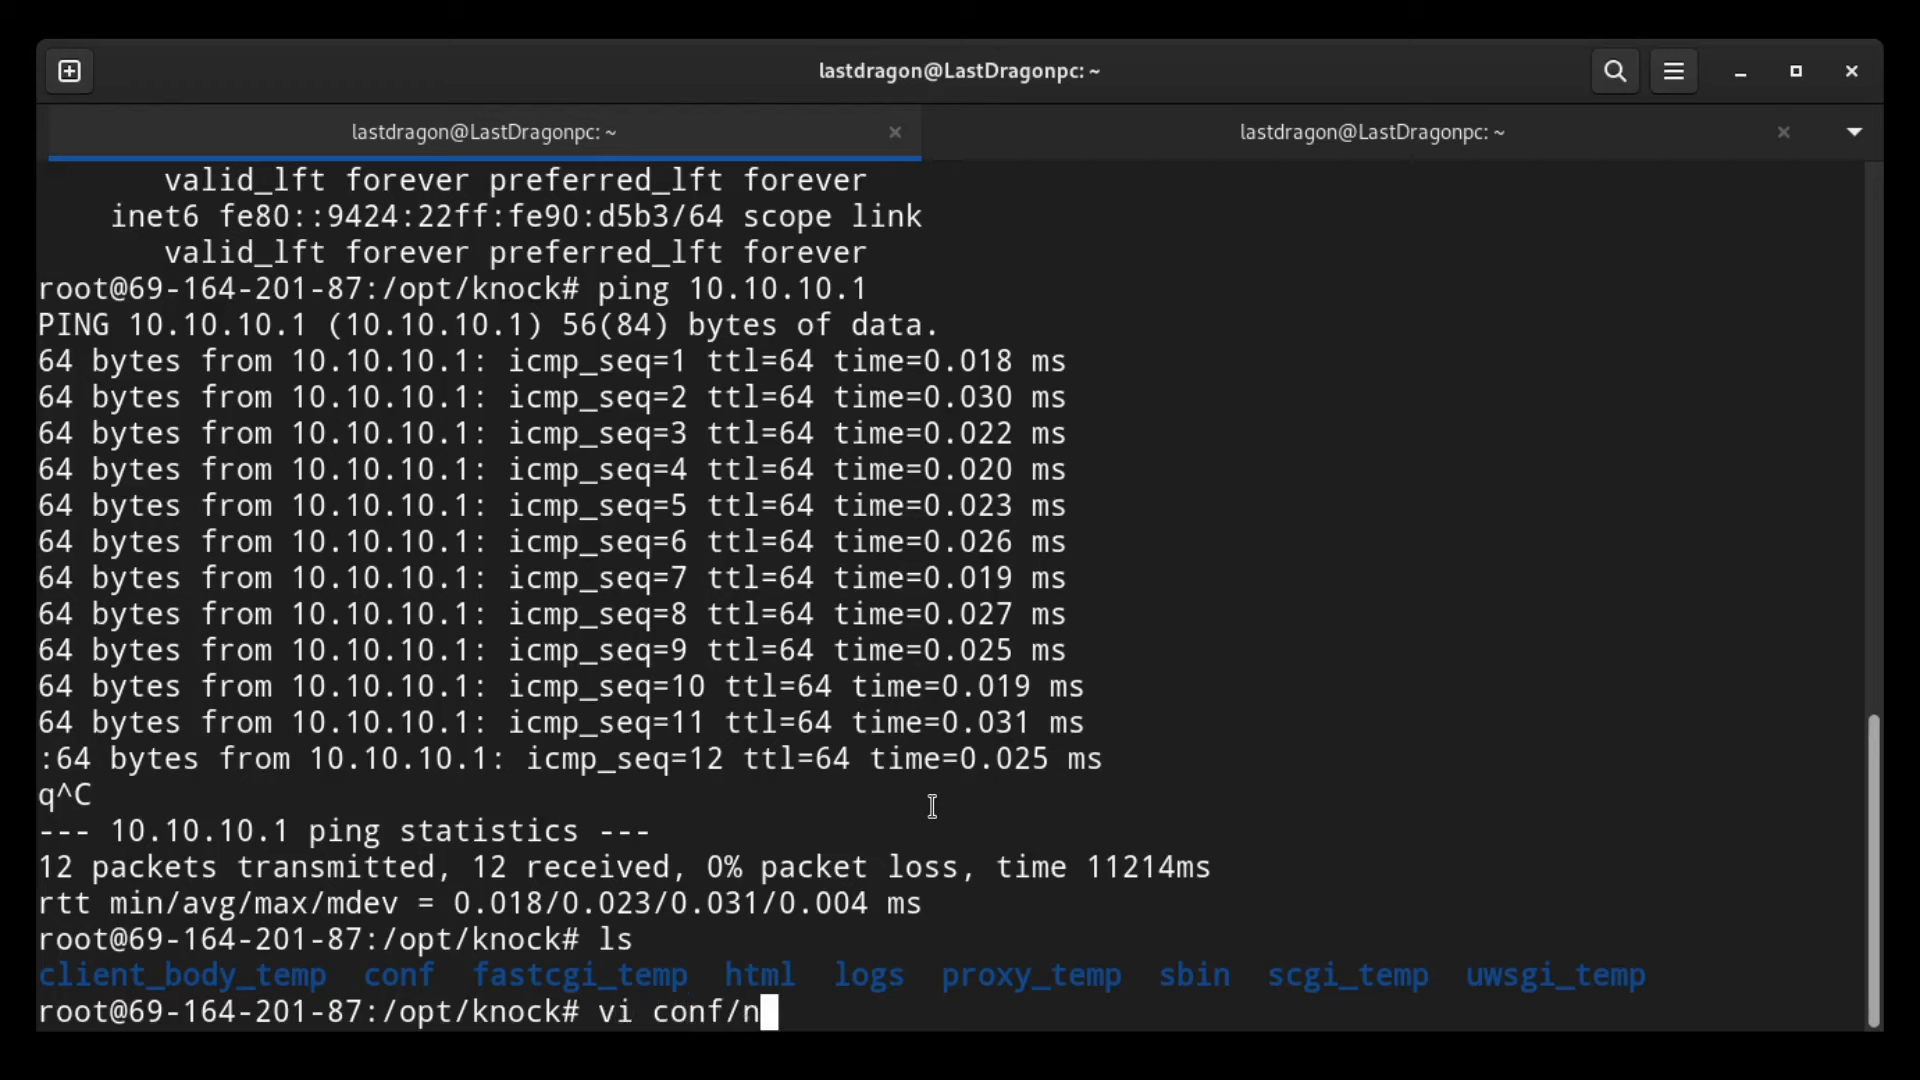 lastdragon@LastDragonpc: ~
lastdragon@LastDragonpc: ~
lastdragon@LastDragonpc: ~
valid_lft forever preferred_lft forever
inet6 fe80::9424:22ff:fe90:d5b3/64 scope link
valid_lft forever preferred_lft forever
root@69-164-201-87:/opt/knock# ping 10.10.10.1
PING 10.10.10.1 (10.10.10.1) 56(84) bytes of data.
64 bytes from 10.10.10.1: icmp_seq=1 ttl=64 time=0.018 ms
64 bytes from 10.10.10.1: icmp_seq=2 ttl=64 time=0.030 ms
64 bytes from 10.10.10.1: icmp_seq=3 ttl=64 time=0.022 ms
64 bytes from 10.10.10.1: icmp_seq=4 ttl=64 time=0.020 ms
64 bytes from 10.10.10.1: icmp_seq=5 ttl=64 time=0.023 ms
64 bytes from 10.10.10.1: icmp_seq=6 ttl=64 time=0.026 ms
64 bytes from 10.10.10.1: icmp_seq=7 ttl=64 time=0.019 ms
64 bytes from 10.10.10.1: icmp_seq=8 ttl=64 time=0.027 ms
64 bytes from 10.10.10.1: icmp_seq=9 ttl=64 time=0.025 ms
64 bytes from 10.10.10.1: icmp_seq=10 ttl=64 time=0.019 ms
64 bytes from 10.10.10.1: icmp_seq=11 ttl=64 time=0.031 ms
:64 bytes from 10.10.10.1: icmp_seq=12 ttl=64 time=0.025 ms
q^C
--- 10.10.10.1 ping statistics ---
12 packets transmitted, 12 received, 0% packet loss, time 11214ms
rtt min/avg/max/mdev = 0.018/0.023/0.031/0.004 ms
root@69-164-201-87:/opt/knock# ls
client_body_temp conf fastcgi_temp html logs proxy_temp sbin scgi_temp uwsgi_temp
root@69-164-201-87:/opt/knock# vi conf/n